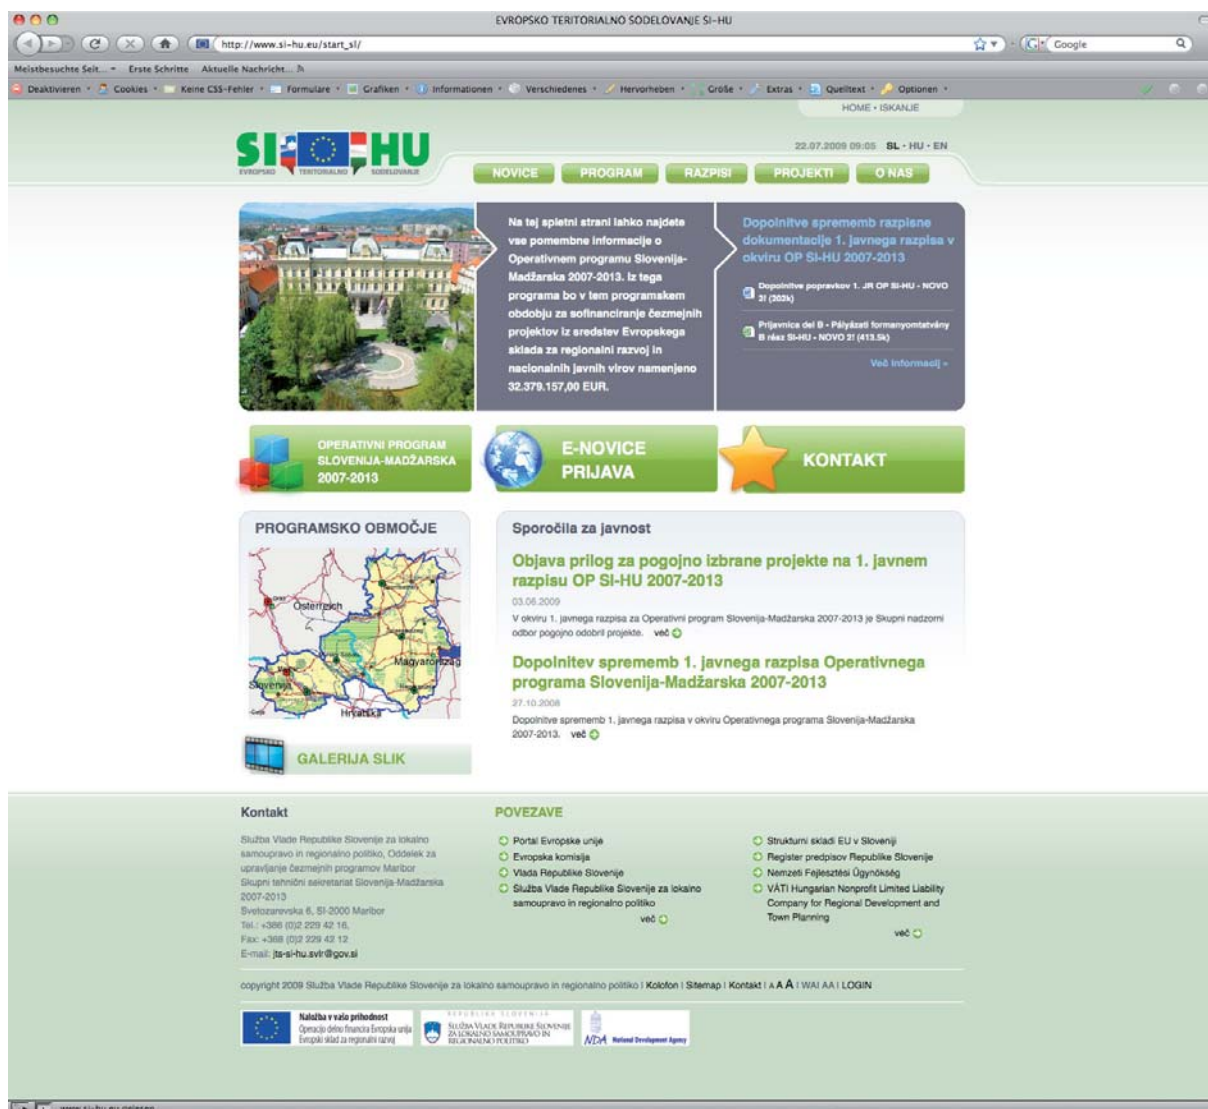 EVROPSKO TERITORIALNO SODELOVANJE SI-HU
http://www.si-hu.eu/start_sl/
Google
Meistbesuchte Seit...
Erste Schritte
Aktuelle Nachricht...
Deaktivieren
Cookies
Keine CSS-Fehler
Formulare
Grafiken
Informationen
Verschiedenes
Hervorheben
Größe
Extras
Quelltext
Optionen
HOME • ISKANJE
SI HU
EVROPSKO TERITORIALNO SODELOVANJE
22.07.2009 09:05 SL • HU • EN
NOVICE
PROGRAM
RAZPISI
PROJEKTI
O NAS
Na tej spletni strani lahko najdete
vse pomembne informacije o
Operativnem programu Slovenija-
Madžarska 2007-2013. Iz tega
programa bo v tem programskem
obdobju za sofinanciranje čezmejnih
projektov iz sredstev Evropskega
sklada za regionalni razvoj in
nacionalnih javnih virov namenjeno
32.379.157,00 EUR.
Dopolnitve sprememb razpisne
dokumentacije 1. javnega razpisa v
okviru OP SI-HU 2007-2013
Dopolnitve popravkov 1. JR OP SI-HU - NOVO
2! (202k)
Prijavnica del B - Pályázati formanyomtatvány
B rész SI-HU - NOVO 2! (413.5k)
Več informacij »
OPERATIVNI PROGRAM
SLOVENIJA-MADŽARSKA
2007-2013
E-NOVICE
PRIJAVA
KONTAKT
PROGRAMSKO OBMOČJE
Österreich
Magyarország
Slovenija
Hrvatska
GALERIJA SLIK
Sporočila za javnost
Objava prilog za pogojno izbrane projekte na 1. javnem
razpisu OP SI-HU 2007-2013
03.06.2009
V okviru 1. javnega razpisa za Operativni program Slovenija-Madžarska 2007-2013 je Skupni nadzorni
odbor pogojno odobril projekte. več
Dopolnitev sprememb 1. javnega razpisa Operativnega
programa Slovenija-Madžarska 2007-2013
27.10.2008
Dopolnitve sprememb 1. javnega razpisa v okviru Operativnega programa Slovenija-Madžarska
2007-2013. več
Kontakt
Služba Vlade Republike Slovenije za lokalno
samoupravo in regionalno politiko, Oddelek za
upravljanje čezmejnih programov Maribor
Skupni tehnični sekretariat Slovenija-Madžarska
2007-2013
Svetozarevska 6, SI-2000 Maribor
Tel.: +386 (0)2 229 42 16,
Fax: +386 (0)2 229 42 12
E-mail: jts-si-hu.svlr@gov.si
POVEZAVE
Portal Evropske unije
Evropska komisija
Vlada Republike Slovenije
Služba Vlade Republike Slovenije za lokalno
samoupravo in regionalno politiko
več
Strukturni skladi EU v Sloveniji
Register predpisov Republike Slovenije
Nemzeti Fejlesztési Ügynökség
VÁTI Hungarian Nonprofit Limited Liability
Company for Regional Development and
Town Planning
več
copyright 2009 Služba Vlade Republike Slovenije za lokalno samoupravo in regionalno politiko | Kolofon | Sitemap | Kontakt | A A A | WAI AA | LOGIN
Naložba v vašo prihodnost
Operacijo delno financira Evropska unija
Evropski sklad za regionalni razvoj
REPUBLIKA SLOVENIJA
SLUŽBA VLADE REPUBLIKE SLOVENIJE
ZA LOKALNO SAMOUPRAVO IN
REGIONALNO POLITIKO
NDA National Development Agency